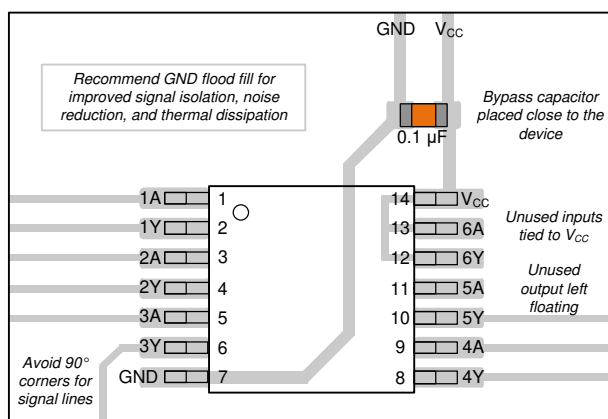 GND VCC
Recommend GND flood fill for
improved signal isolation, noise
reduction, and thermal dissipation
Bypass capacitor
placed close to the
device
0.1 µF
1A 1 14 VCC
1Y 2 13 6A
2A 3 12 6Y
2Y 4 11 5A
3A 5 10 5Y
3Y 6 9 4A
GND 7 8 4Y
Unused inputs
tied to VCC
Unused
output left
floating
Avoid 90°
corners for
signal lines